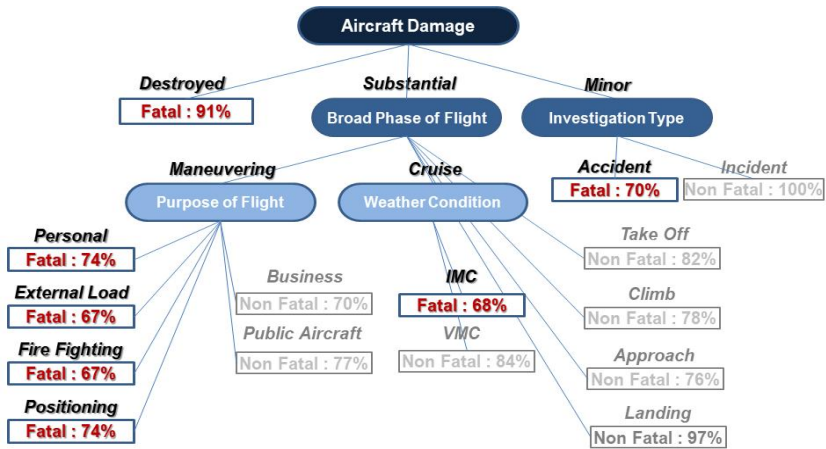 Aircraft Damage
Destroyed
Fatal : 91%
Substantial
Broad Phase of Flight
Minor
Investigation Type
Accident
Fatal : 70%
Incident
Non Fatal : 100%
Maneuvering
Purpose of Flight
Cruise
Weather Condition
Personal
Fatal : 74%
External Load
Fatal : 67%
Fire Fighting
Fatal : 67%
Positioning
Fatal : 74%
Business
Non Fatal : 70%
Public Aircraft
Non Fatal : 77%
IMC
Fatal : 68%
VMC
Non Fatal : 84%
Take Off
Non Fatal : 82%
Climb
Non Fatal : 78%
Approach
Non Fatal : 76%
Landing
Non Fatal : 97%